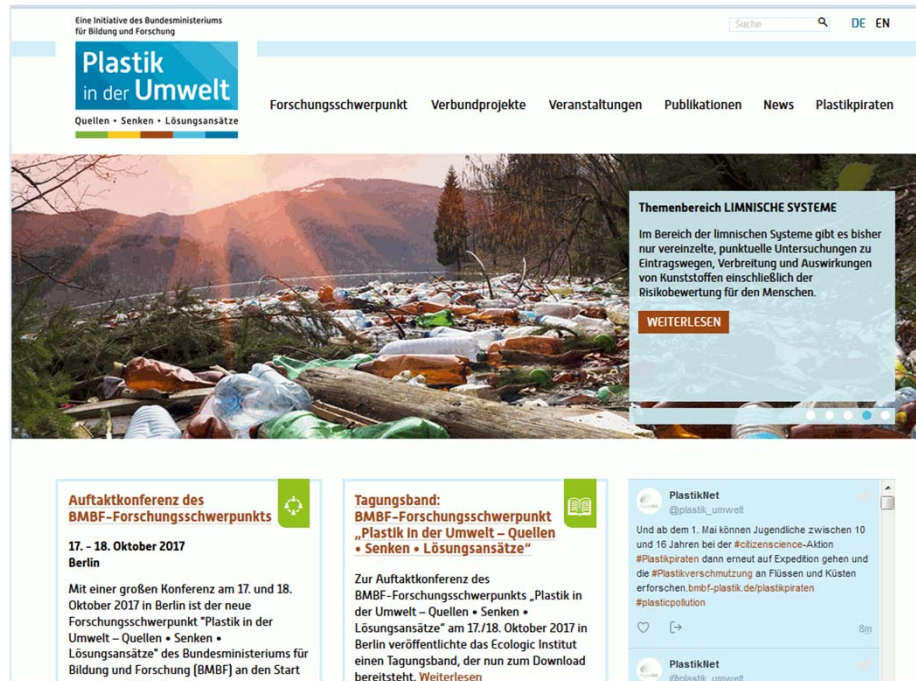 Eine Initiative des Bundesministeriums
für Bildung und Forschung
Suche
DE EN
Plastik
in der Umwelt
Quellen • Senken • Lösungsansätze
Forschungsschwerpunkt Verbundprojekte Veranstaltungen Publikationen News Plastikpiraten
Themenbereich LIMNISCHE SYSTEME
Im Bereich der limnischen Systeme gibt es bisher
nur vereinzelte, punktuelle Untersuchungen zu
Eintragswegen, Verbreitung und Auswirkungen
von Kunststoffen einschließlich der
Risikobewertung für den Menschen.
WEITERLESEN
Auftaktkonferenz des
BMBF-Forschungsschwerpunkts
17. – 18. Oktober 2017
Berlin
Mit einer großen Konferenz am 17. und 18.
Oktober 2017 in Berlin ist der neue
Forschungsschwerpunkt "Plastik in der
Umwelt – Quellen • Senken •
Lösungsansätze" des Bundesministeriums für
Bildung und Forschung (BMBF) an den Start
Tagungsband:
BMBF-Forschungsschwerpunkt
„Plastik in der Umwelt – Quellen
• Senken • Lösungsansätze“
Zur Auftaktkonferenz des
BMBF-Forschungsschwerpunkts „Plastik in
der Umwelt – Quellen • Senken •
Lösungsansätze“ am 17./18. Oktober 2017 in
Berlin veröffentlichte das Ecologic Institut
einen Tagungsband, der nun zum Download
bereitsteht. Weiterlesen
PlastikNet
@plastik_umwelt
Und ab dem 1. Mai können Jugendliche zwischen 10
und 16 Jahren bei der #citizenscience-Aktion
#Plastikpiraten dann erneut auf Expedition gehen und
die #Plastikverschmutzung an Flüssen und Küsten
erforschen.bmbf-plastik.de/plastikpiraten
#plasticpollution
8m
PlastikNet
@plastik_umwelt